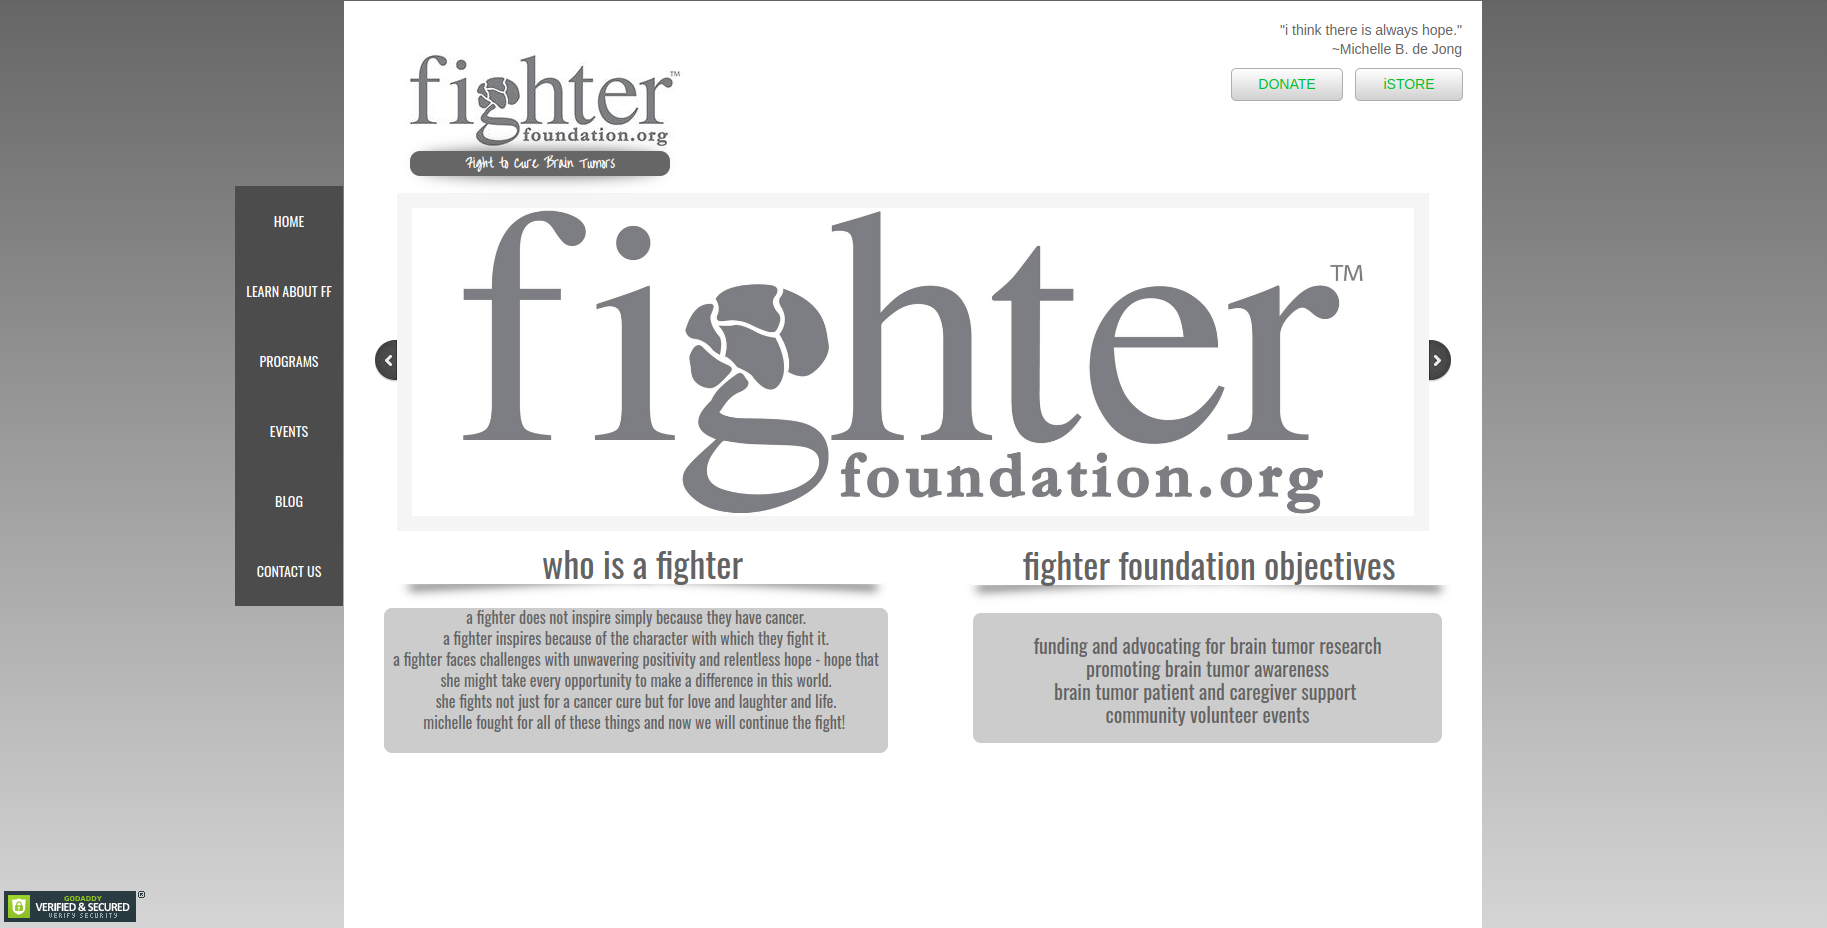 "i think there is always hope."
~Michelle B. de Jong
DONATE
iSTORE
fighter™
foundation.org
Fight to Cure Brain Tumors
HOME
LEARN ABOUT FF
PROGRAMS
EVENTS
BLOG
CONTACT US
fighter™
foundation.org
who is a fighter
a fighter does not inspire simply because they have cancer.
a fighter inspires because of the character with which they fight it.
a fighter faces challenges with unwavering positivity and relentless hope - hope that
she might take every opportunity to make a difference in this world.
she fights not just for a cancer cure but for love and laughter and life.
michelle fought for all of these things and now we will continue the fight!
fighter foundation objectives
funding and advocating for brain tumor research
promoting brain tumor awareness
brain tumor patient and caregiver support
community volunteer events
GODADDY
VERIFIED & SECURED
VERIFY SECURITY